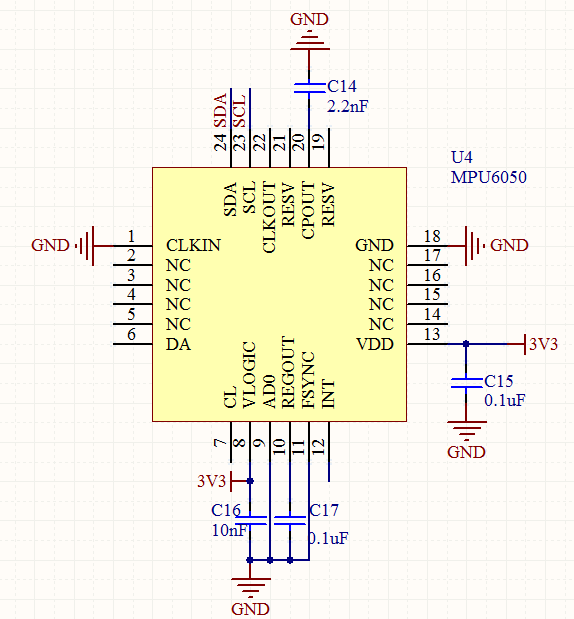 GND
C14
2.2nF
SDA
SCL
24
23
22
21
20
19
U4
MPU6050
SDA
SCL
CLKOUT
RESV
CPOUT
RESV
GND
1
CLKIN
GND
18
GND
2
NC
NC
17
3
NC
NC
16
4
NC
NC
15
5
NC
NC
14
6
DA
VDD
13
3V3
C15
0.1uF
GND
CL
VLOGIC
AD0
REGOUT
FSYNC
INT
7
8
9
10
11
12
3V3
C16
10nF
C17
0.1uF
GND